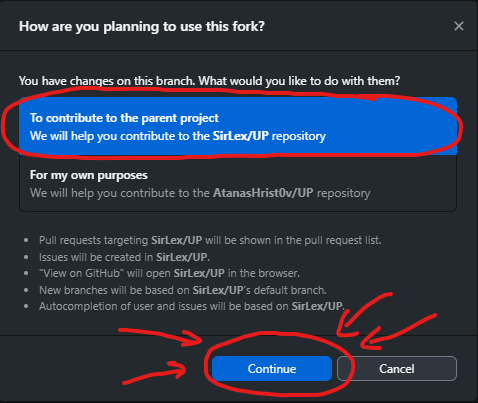 How are you planning to use this fork?
You have changes on this branch. What would you like to do with them?
To contribute to the parent project
We will help you contribute to the SirLex/UP repository
For my own purposes
We will help you contribute to the AtanasHrist0v/UP repository
Pull requests targeting SirLex/UP will be shown in the pull request list.
Issues will be created in SirLex/UP.
"View on GitHub" will open SirLex/UP in the browser.
New branches will be based on SirLex/UP's default branch.
Autocompletion of user and issues will be based on SirLex/UP.
Continue
Cancel